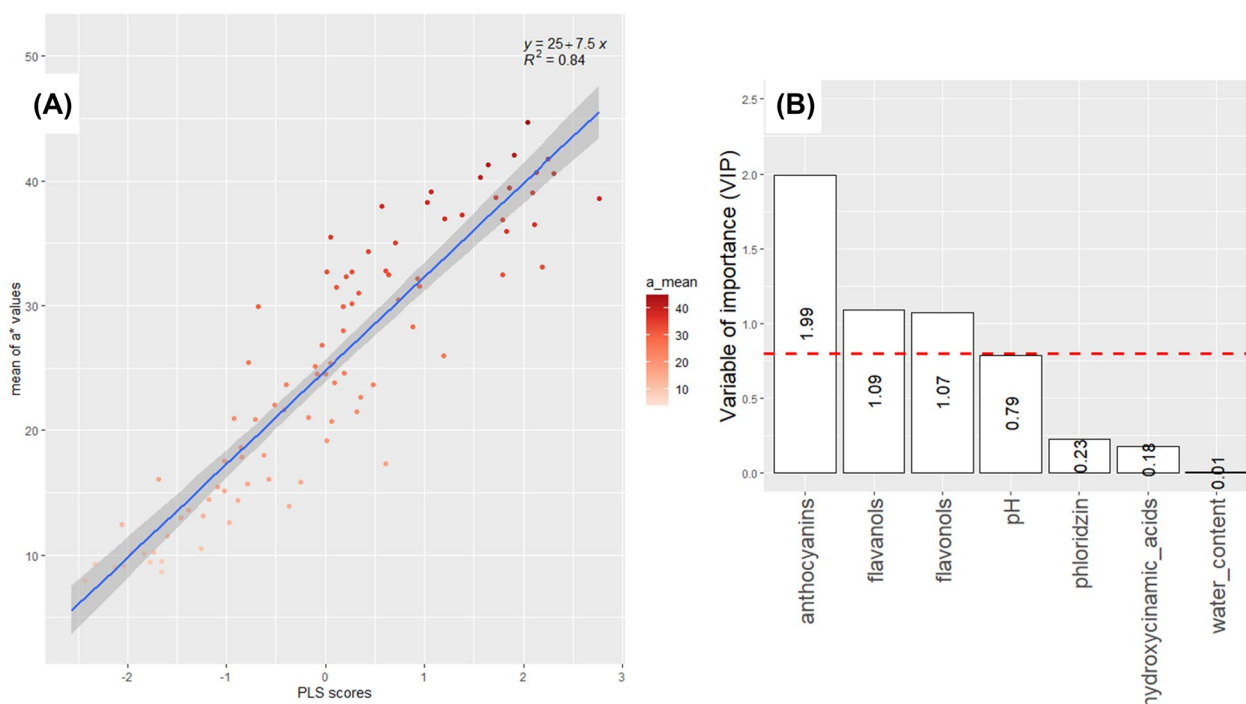 (A)
y = 25+7.5 x
R² = 0.84
50
40
30
20
10
mean of a* values
-2
-1
0
1
2
3
PLS scores
a_mean
40
30
20
10
(B)
2.5
2.0
1.5
1.0
0.5
0.0
Variable of importance (VIP)
1.99
1.09
1.07
0.79
0.23
0.18
0.01
anthocyanins
flavanols
flavonols
pH
phloridzin
hydroxycinamic_acids
water_content